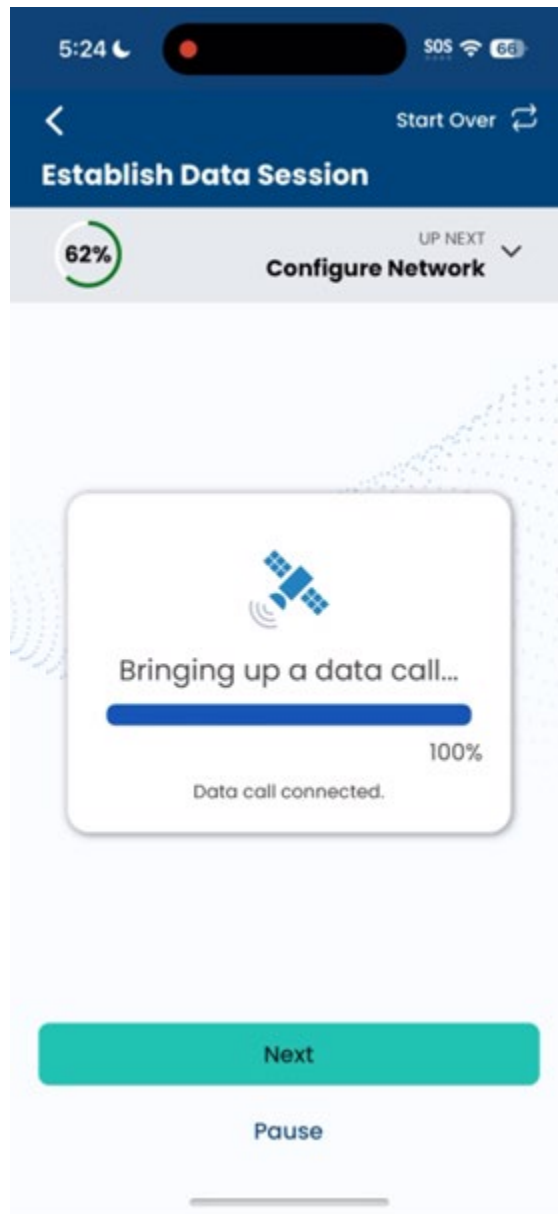 5:24
SOS
66
Start Over
Establish Data Session
62%
UP NEXT
Configure Network
Bringing up a data call...
100%
Data call connected.
Next
Pause